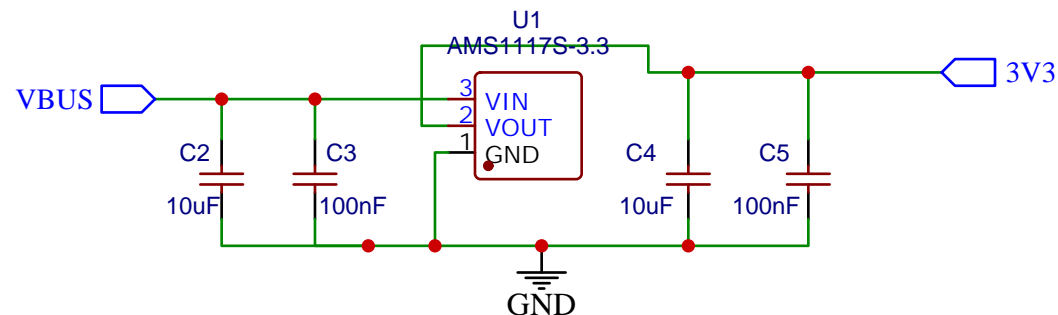 U1
AMS1117S-3.3
VBUS
3V3
3
VIN
2
VOUT
1
GND
C2
10uF
C3
100nF
C4
10uF
C5
100nF
GND